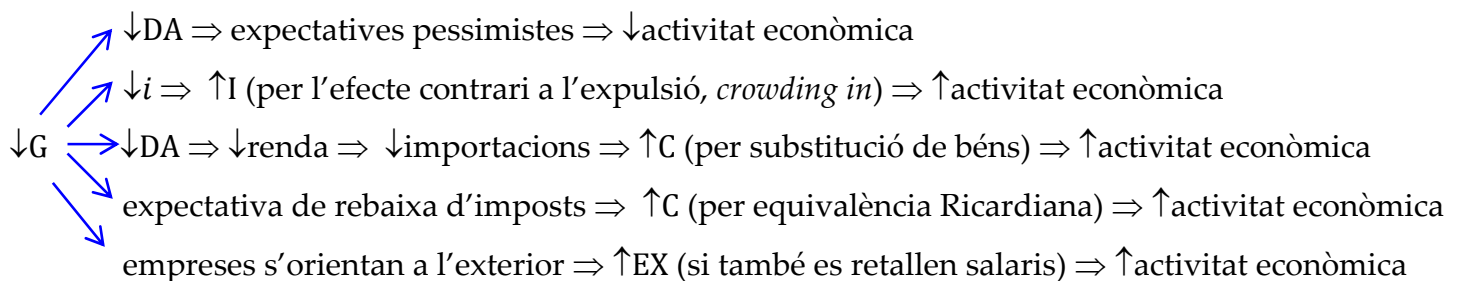 ↓DA ⇒ expectatives pessimistes ⇒ ↓activitat econòmica
↓i ⇒ ↑I (per l’efecte contrari a l’expulsió, crowding in) ⇒ ↑activitat econòmica
↓G ↓DA ⇒ ↓renda ⇒ ↓importacions ⇒ ↑C (per substitució de béns) ⇒ ↑activitat econòmica
expectativa de rebaixa d’imposts ⇒ ↑C (per equivalència Ricardiana) ⇒ ↑activitat econòmica
empreses s’orientan a l’exterior ⇒ ↑EX (si també es retallen salaris) ⇒ ↑activitat econòmica